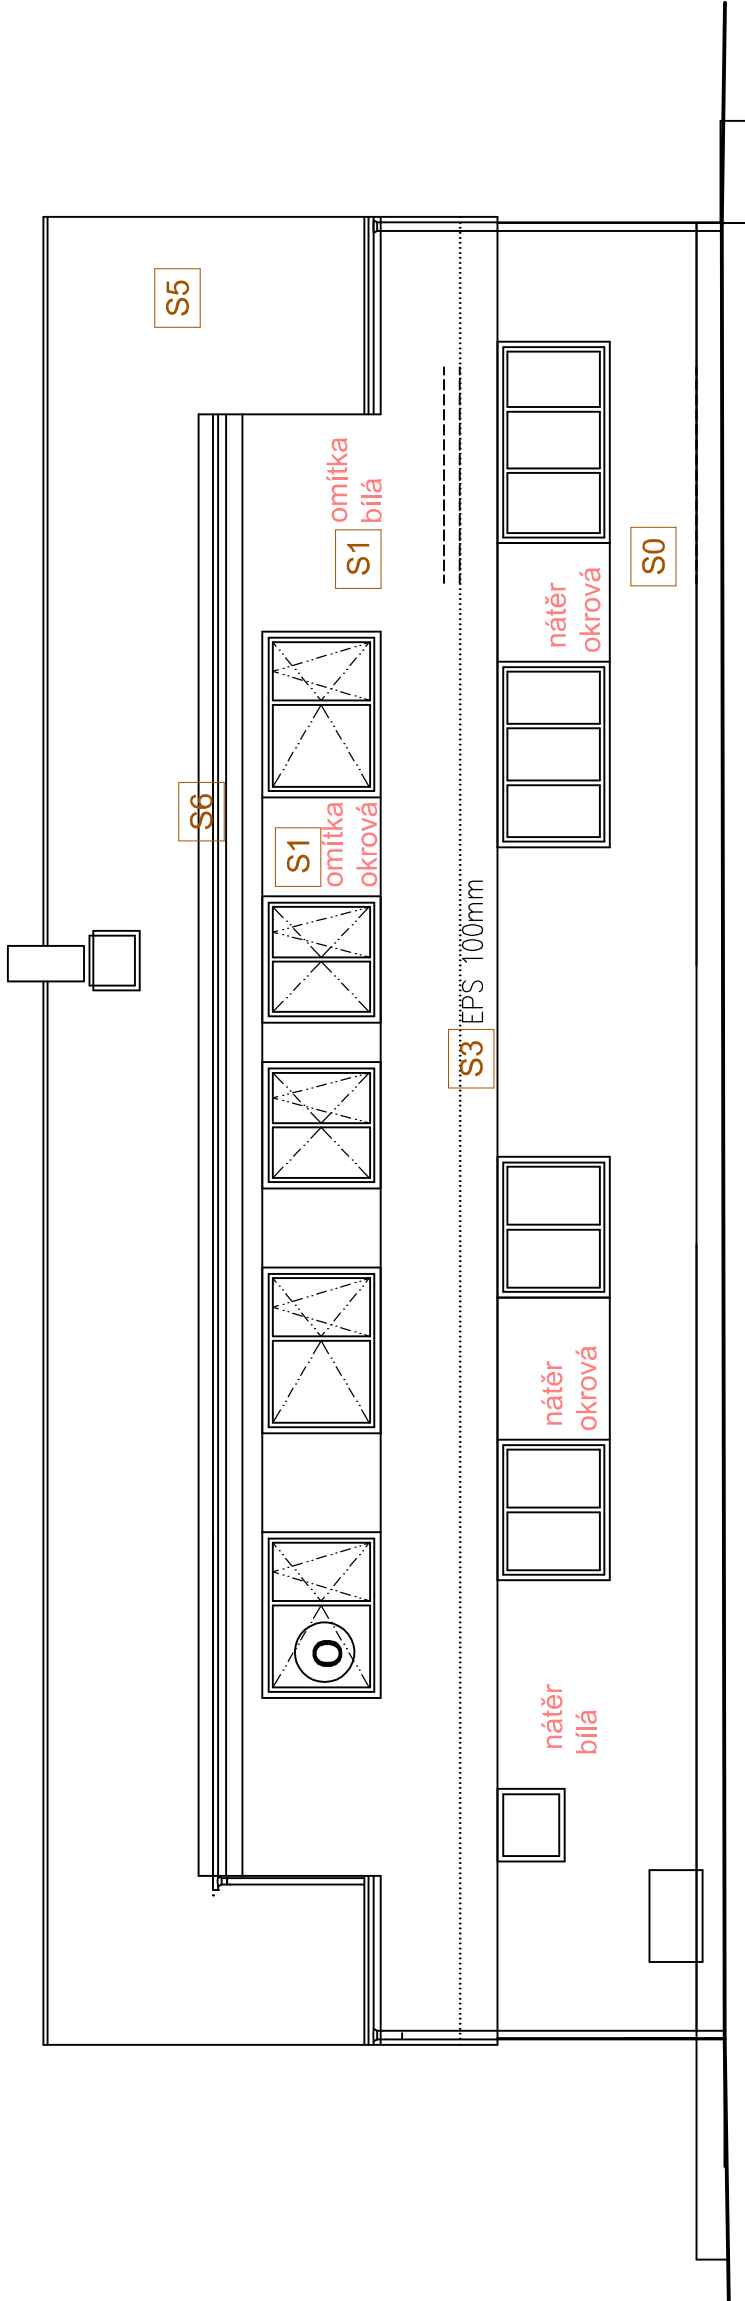 S5
S6
O
S1
omítka
okrová
omítka
bílá
S1
S3 EPS 100mm
nátěr
bílá
nátěr
okrová
nátěr
okrová
S0